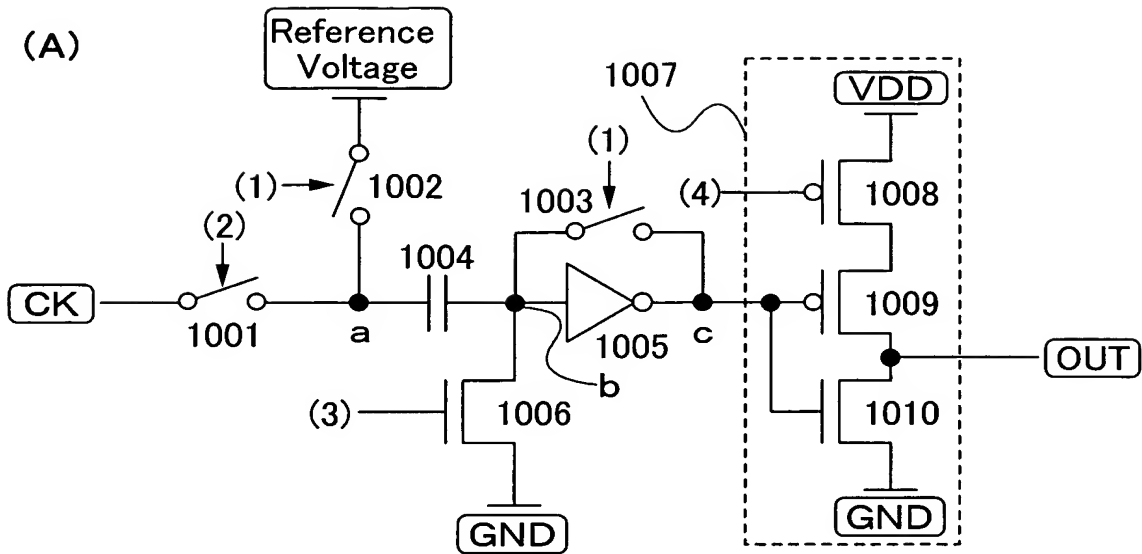 (A)
Reference
Voltage
1007
VDD
(1)
1002
(1)
1003
(4)
1008
(2)
1004
CK
1001
a
1005
c
1009
b
OUT
(3)
1006
1010
GND
GND